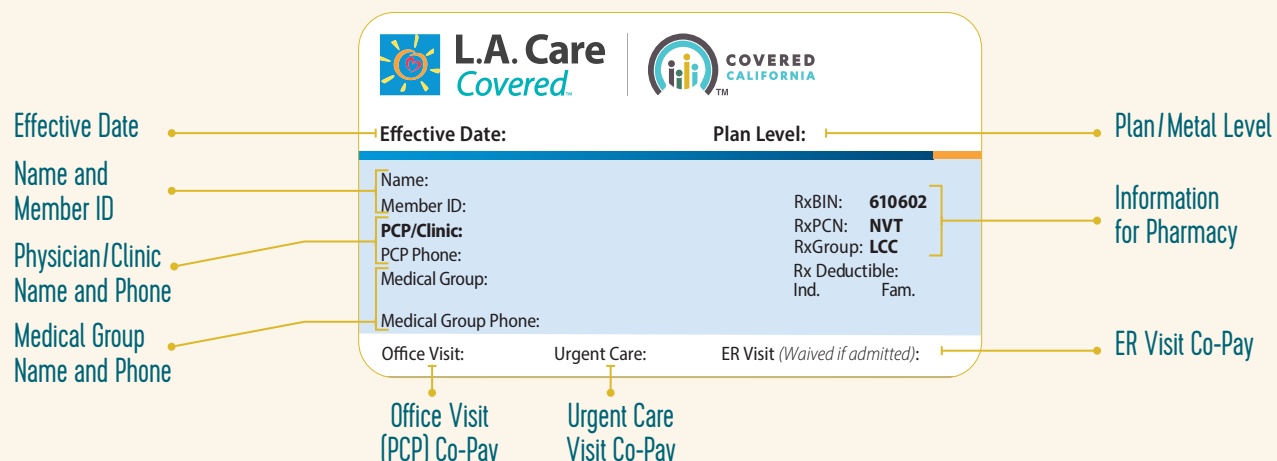 L.A. Care
Covered™
COVERED
CALIFORNIA
TM
Effective Date
Effective Date:
Plan Level:
Plan/Metal Level
Name and
Member ID
Name:
Member ID:
Physician/Clinic
Name and Phone
PCP/Clinic:
PCP Phone:
Medical Group
Name and Phone
Medical Group:
Medical Group Phone:
RxBIN: 610602
RxPCN: NVT
RxGroup: LCC
Rx Deductible:
Ind. Fam.
Information
for Pharmacy
Office Visit:
Urgent Care:
ER Visit (Waived if admitted):
ER Visit Co-Pay
Office Visit
(PCP) Co-Pay
Urgent Care
Visit Co-Pay